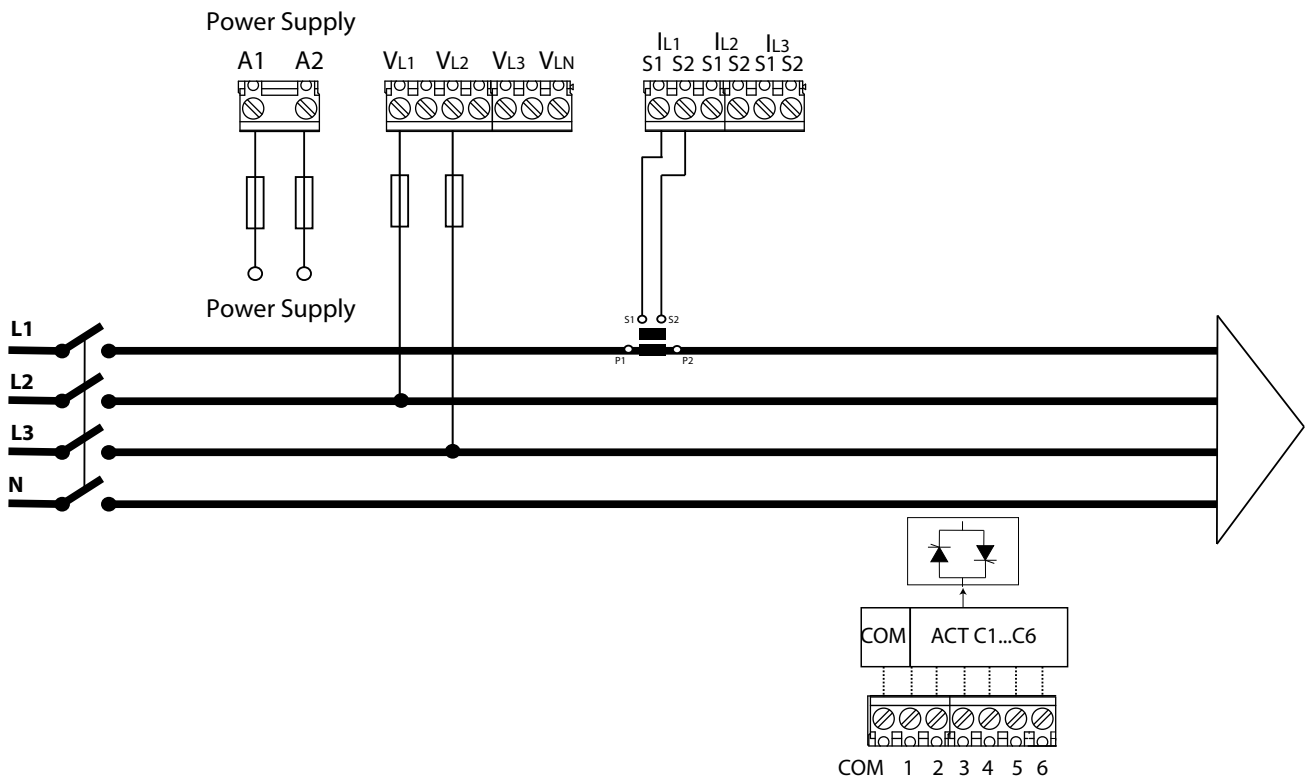 Power Supply
A1 A2
VL1 VL2 VL3 VLN
IL1 IL2 IL3
S1 S2 S1 S2 S1 S2
Power Supply
S1 S2
L1
P1 P2
L2
L3
N
COM ACT C1...C6
COM 1 2 3 4 5 6